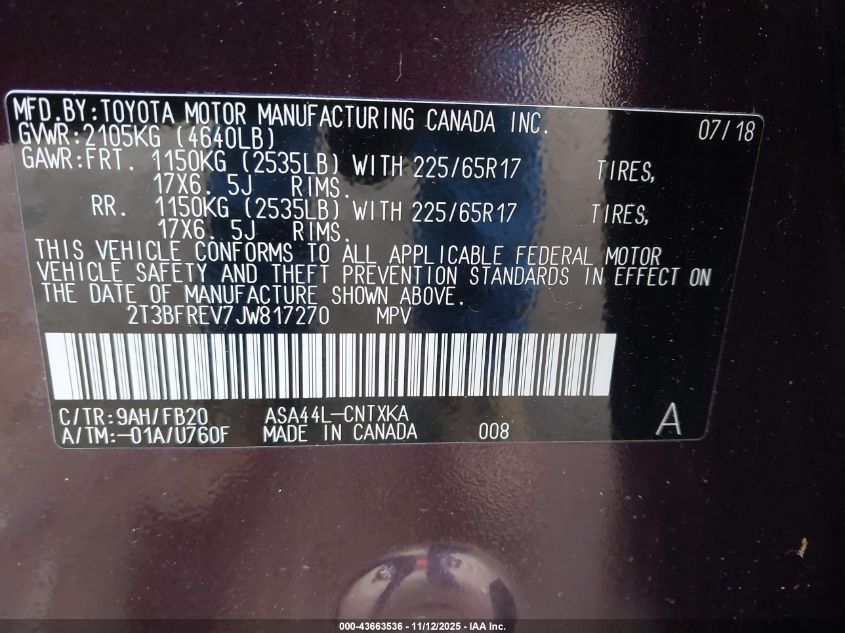 MFD.BY:TOYOTA MOTOR MANUFACTURING CANADA INC. 07/18
GVWR:2105KG (4640LB)
GAWR:FRT. 1150KG (2535LB) WITH 225/65R17 TIRES,
17X6.5J RIMS.
RR. 1150KG (2535LB) WITH 225/65R17 TIRES,
17X6.5J RIMS.
THIS VEHICLE CONFORMS TO ALL APPLICABLE FEDERAL MOTOR
VEHICLE SAFETY AND THEFT PREVENTION STANDARDS IN EFFECT ON
THE DATE OF MANUFACTURE SHOWN ABOVE.
2T3BFREV7JW817270 MPV
C/TR:9AH/FB20 ASA44L-CNTXKA
A/TM:-01A/U760F MADE IN CANADA 008 A
000-43663536 - 11/12/2025 - IAA Inc.